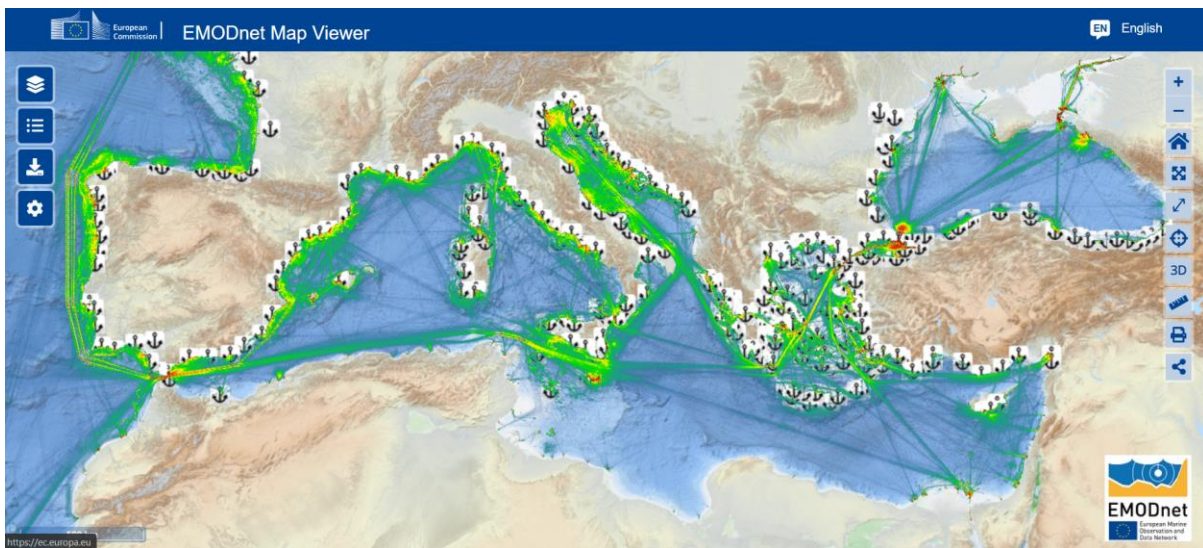 European
Commission
EMODnet Map Viewer
EN
English
+
−
3D
EMODnet
European Marine
Observation and
Data Network
https://ec.europa.eu